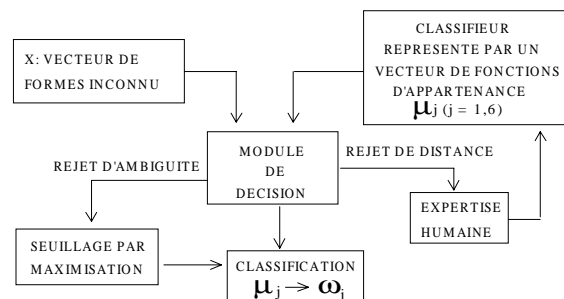 X: VECTEUR DE
FORMES INCONNU
CLASSIFIEUR
REPRESENTE PAR UN
VECTEUR DE FONCTIONS
D'APPARTENANCE
μj (j = 1,6)
REJET D'AMBIGUITE
MODULE
DE
DECISION
REJET DE DISTANCE
EXPERTISE
HUMAINE
SEUILLAGE PAR
MAXIMISATION
CLASSIFICATION
μj → ωi